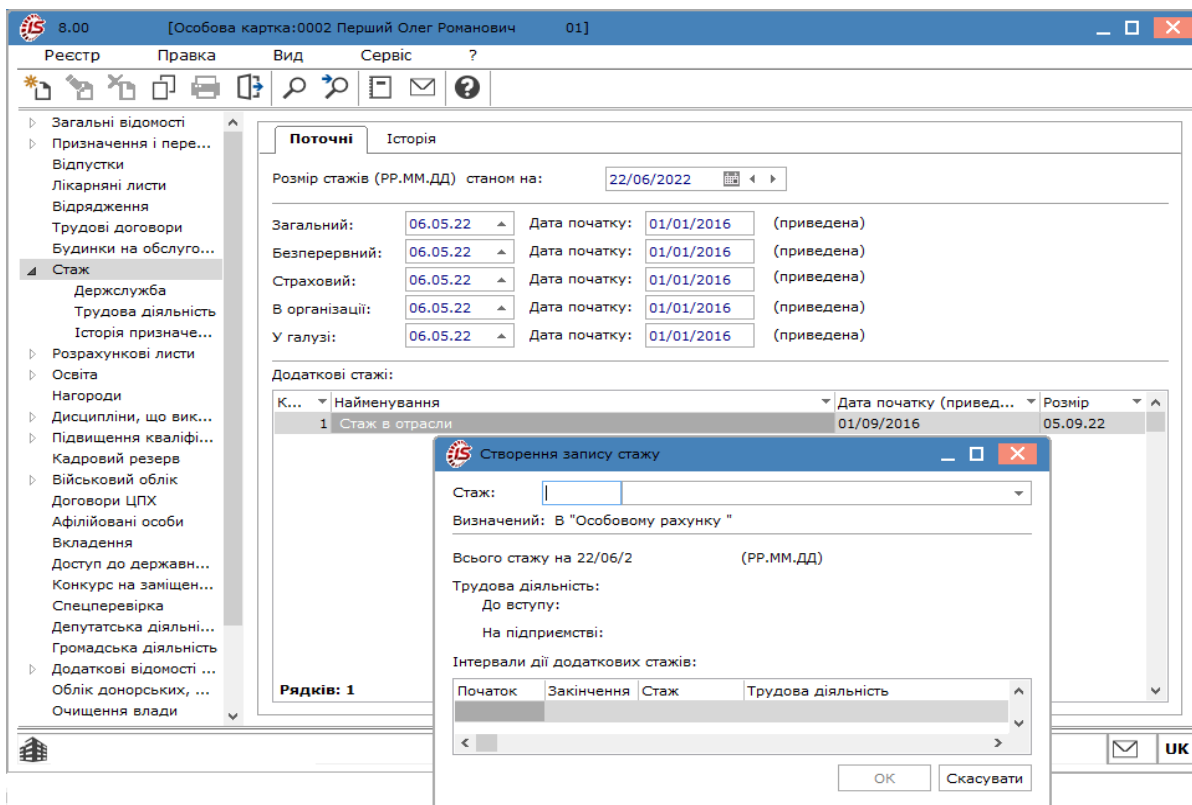 8.00 [Особова картка:0002 Перший Олег Романович 01]
Реєстр Правка Вид Сервіс ?
Загальні відомості
Призначення і пере...
Відпустки
Лікарняні листи
Відрядження
Трудові договори
Будинки на обслуго...
Стаж
Держслужба
Трудова діяльність
Історія призначе...
Розрахункові листи
Освіта
Нагороди
Дисципліни, що вик...
Підвищення кваліфі...
Кадровий резерв
Військовий облік
Договори ЦПХ
Афілійовані особи
Вкладення
Доступ до державн...
Конкурс на заміщен...
Спецперевірка
Депутатська діяльні...
Громадська діяльність
Додаткові відомості ...
Облік донорських, ...
Очищення влади
Поточні Історія
Розмір стажів (РР.ММ.ДД) станом на: 22/06/2022
Загальний: 06.05.22 Дата початку: 01/01/2016 (приведена)
Безперервний: 06.05.22 Дата початку: 01/01/2016 (приведена)
Страховий: 06.05.22 Дата початку: 01/01/2016 (приведена)
В організації: 06.05.22 Дата початку: 01/01/2016 (приведена)
У галузі: 06.05.22 Дата початку: 01/01/2016 (приведена)
Додаткові стажі:
К... Найменування Дата початку (привед... Розмір
1 Стаж в отрасли 01/09/2016 05.09.22
Рядків: 1
Створення запису стажу
Стаж:
Визначений: В "Особовому рахунку "
Всього стажу на 22/06/2 (РР.ММ.ДД)
Трудова діяльність:
До вступу:
На підприємстві:
Інтервали дії додаткових стажів:
Початок Закінчення Стаж Трудова діяльність
ОК Скасувати
UK